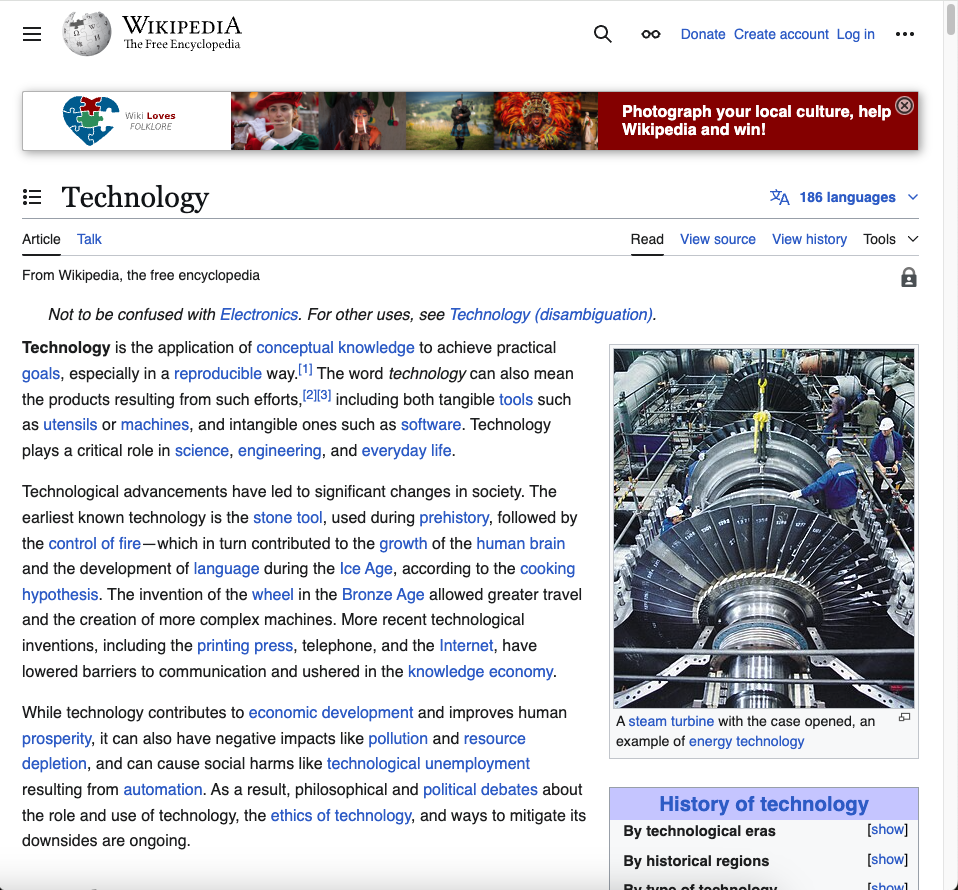 WIKIPEDIA
The Free Encyclopedia
Donate Create account Log in
Wiki Loves
FOLKLORE
Photograph your local culture, help
Wikipedia and win!
Technology
186 languages
Article Talk
Read View source View history Tools
From Wikipedia, the free encyclopedia
Not to be confused with Electronics. For other uses, see Technology (disambiguation).
Technology is the application of conceptual knowledge to achieve practical
goals, especially in a reproducible way.[1] The word technology can also mean
the products resulting from such efforts,[2][3] including both tangible tools such
as utensils or machines, and intangible ones such as software. Technology
plays a critical role in science, engineering, and everyday life.
Technological advancements have led to significant changes in society. The
earliest known technology is the stone tool, used during prehistory, followed by
the control of fire—which in turn contributed to the growth of the human brain
and the development of language during the Ice Age, according to the cooking
hypothesis. The invention of the wheel in the Bronze Age allowed greater travel
and the creation of more complex machines. More recent technological
inventions, including the printing press, telephone, and the Internet, have
lowered barriers to communication and ushered in the knowledge economy.
While technology contributes to economic development and improves human
prosperity, it can also have negative impacts like pollution and resource
depletion, and can cause social harms like technological unemployment
resulting from automation. As a result, philosophical and political debates about
the role and use of technology, the ethics of technology, and ways to mitigate its
downsides are ongoing.
A steam turbine with the case opened, an
example of energy technology
History of technology
By technological eras [show]
By historical regions [show]
By type of technology [show]